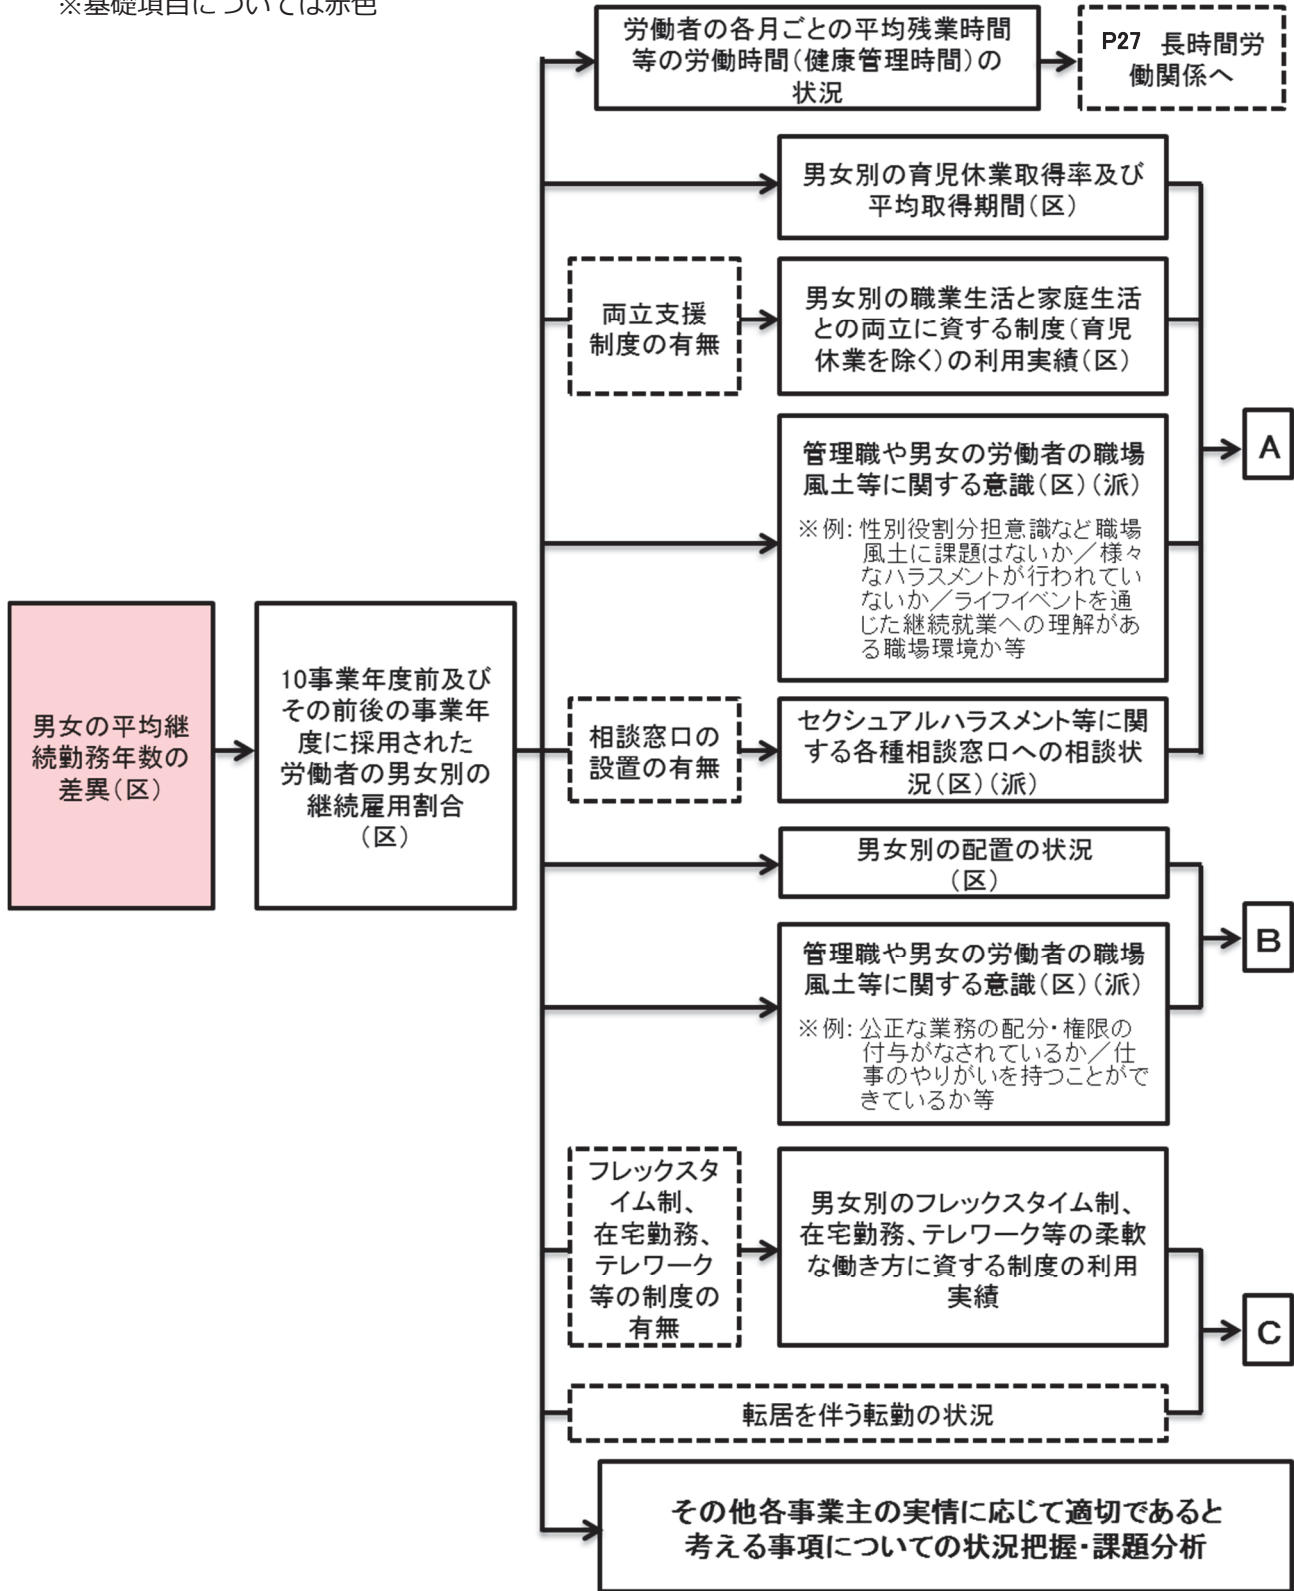 ※基礎項目については赤色
労働者の各月ごとの平均残業時間
等の労働時間(健康管理時間)の
状況
P27 長時間労
働関係へ
男女別の育児休業取得率及び
平均取得期間(区)
両立支援
制度の有無
男女別の職業生活と家庭生活
との両立に資する制度(育児
休業を除く)の利用実績(区)
管理職や男女の労働者の職場
風土等に関する意識(区)(派)
※例:性別役割分担意識など職場
風土に課題はないか/様々
なハラスメントが行われてい
ないか/ライフイベントを通
じた継続就業への理解があ
る職場環境か等
A
男女の平均継
続勤務年数の
差異(区)
10事業年度前及び
その前後の事業年
度に採用された
労働者の男女別の
継続雇用割合
(区)
相談窓口の
設置の有無
セクシュアルハラスメント等に関
する各種相談窓口への相談状
況(区)(派)
男女別の配置の状況
(区)
管理職や男女の労働者の職場
風土等に関する意識(区)(派)
※例:公正な業務の配分・権限の
付与がなされているか/仕
事のやりがいを持つことがで
きているか等
B
フレックスタ
イム制、
在宅勤務、
テレワーク
等の制度の
有無
男女別のフレックスタイム制、
在宅勤務、テレワーク等の柔軟
な働き方に資する制度の利用
実績
C
転居を伴う転勤の状況
その他各事業主の実情に応じて適切であると
考える事項についての状況把握・課題分析